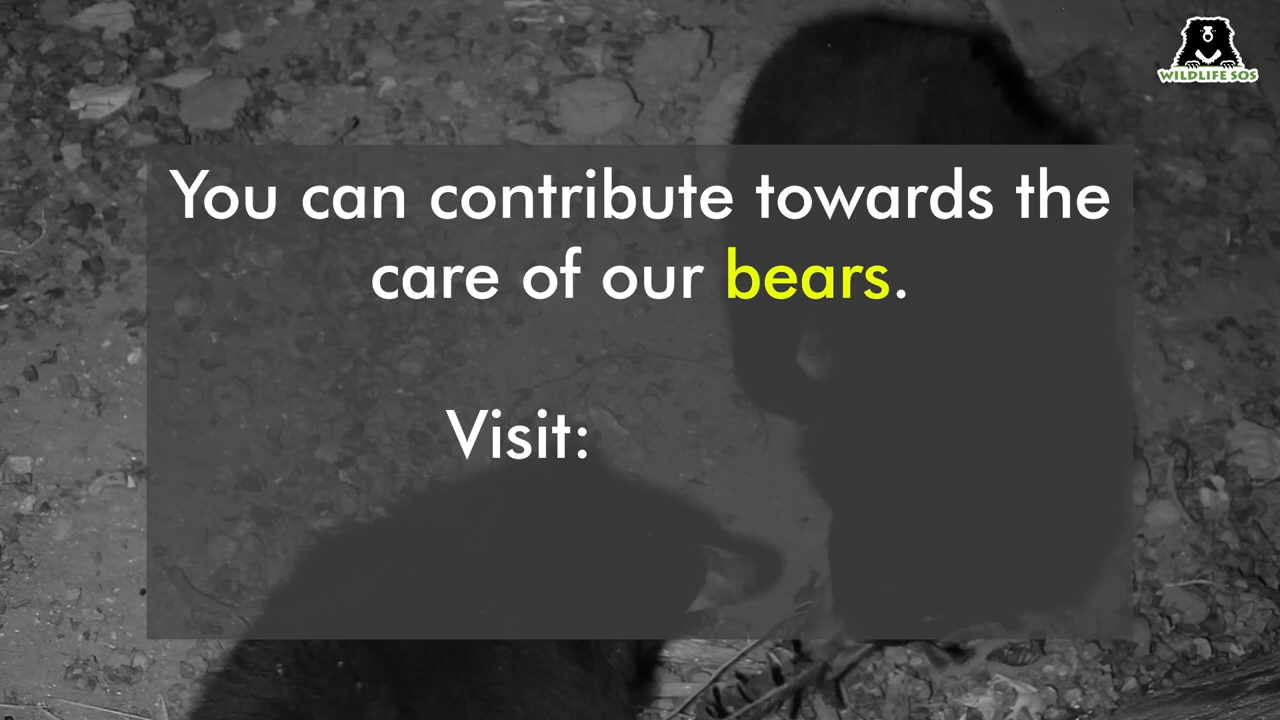 WILDLIFE SOS
You can contribute towards the
care of our bears.
Visit: